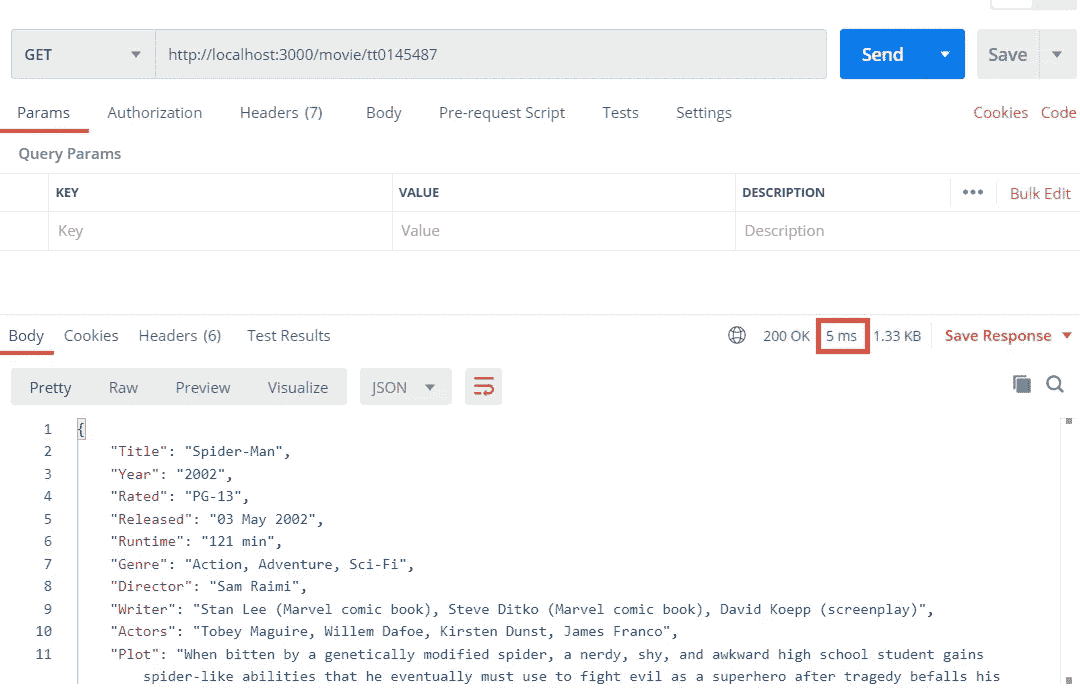 GET http://localhost:3000/movie/tt0145487 Send Save
Params Authorization Headers (7) Body Pre-request Script Tests Settings Cookies Code
Query Params
KEY VALUE DESCRIPTION ••• Bulk Edit
Key Value Description
Body Cookies Headers (6) Test Results 200 OK 5 ms 1.33 KB Save Response
Pretty Raw Preview Visualize JSON
1 {
2 "Title": "Spider-Man",
3 "Year": "2002",
4 "Rated": "PG-13",
5 "Released": "03 May 2002",
6 "Runtime": "121 min",
7 "Genre": "Action, Adventure, Sci-Fi",
8 "Director": "Sam Raimi",
9 "Writer": "Stan Lee (Marvel comic book), Steve Ditko (Marvel comic book), David Koepp (screenplay)",
10 "Actors": "Tobey Maguire, Willem Dafoe, Kirsten Dunst, James Franco",
11 "Plot": "When bitten by a genetically modified spider, a nerdy, shy, and awkward high school student gains
spider-like abilities that he eventually must use to fight evil as a superhero after tragedy befalls his